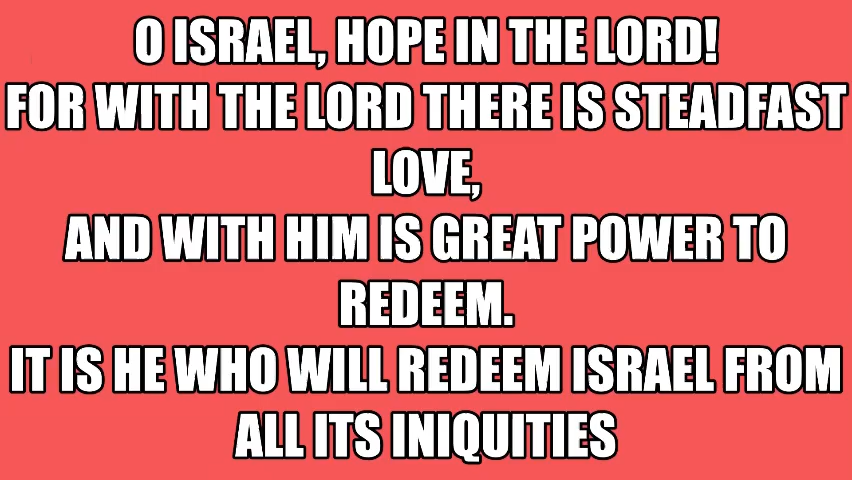 O ISRAEL, HOPE IN THE LORD!
FOR WITH THE LORD THERE IS STEADFAST
LOVE,
AND WITH HIM IS GREAT POWER TO
REDEEM.
IT IS HE WHO WILL REDEEM ISRAEL FROM
ALL ITS INIQUITIES